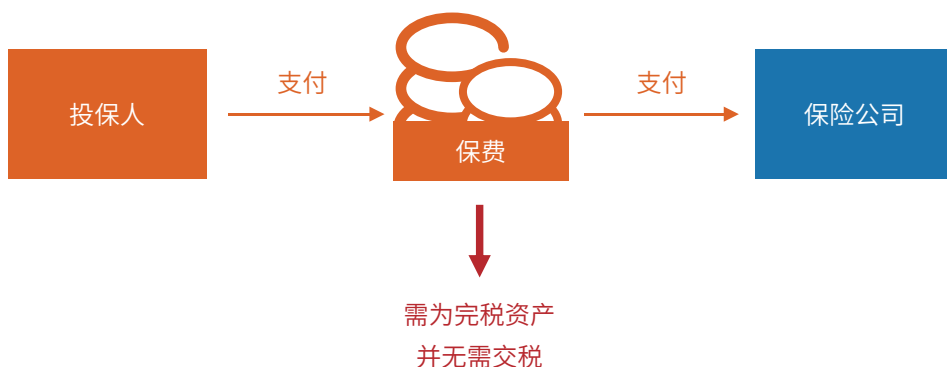 投保人
支付
保费
支付
保险公司
需为完税资产
并无需交税